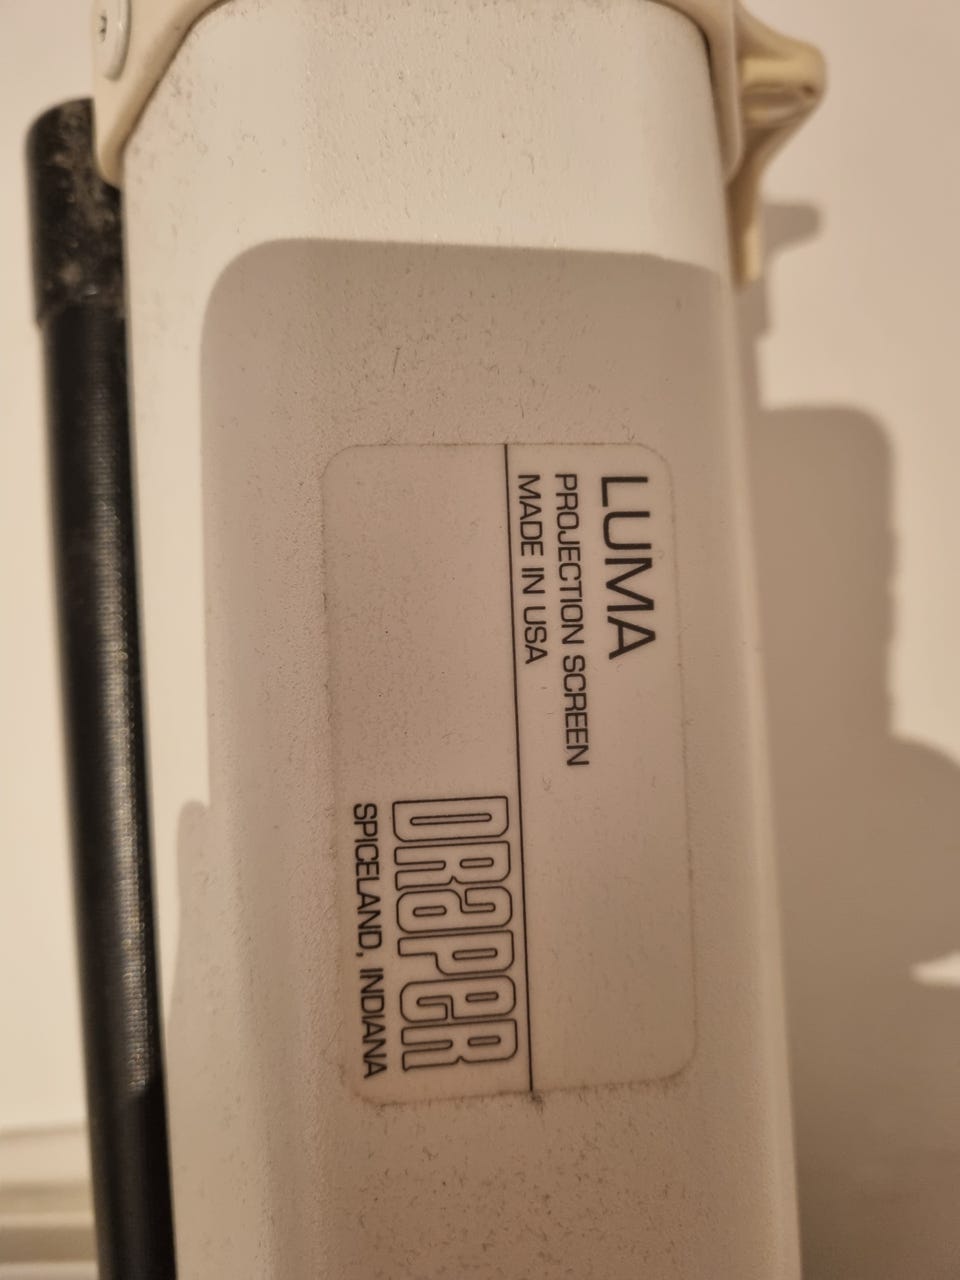 LUMA
PROJECTION SCREEN
MADE IN USA
DRAPER
SPICELAND, INDIANA